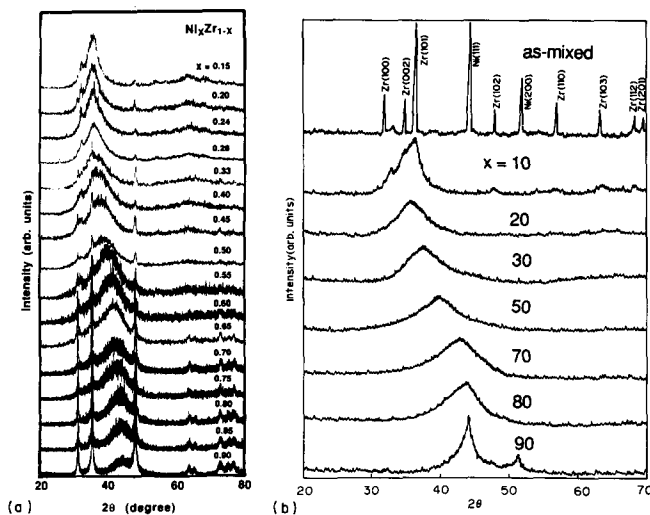 Ni_xZr_1-x
x = 0.15
0.20
0.24
0.28
0.33
0.40
0.45
0.50
0.55
0.60
0.65
0.70
0.75
0.80
0.85
0.90
Intensity (arb. units)
20 40 60 80
2θ (degree)
(a)
as-mixed
Zr(100)
Zr(002)
Zr(101)
Ni(111)
Zr(102)
Ni(200)
Zr(110)
Zr(103)
Zr(112)
Zr(201)
x = 10
20
30
50
70
80
90
Intensity(arb. units)
20 30 40 50 60 70
2θ
(b)